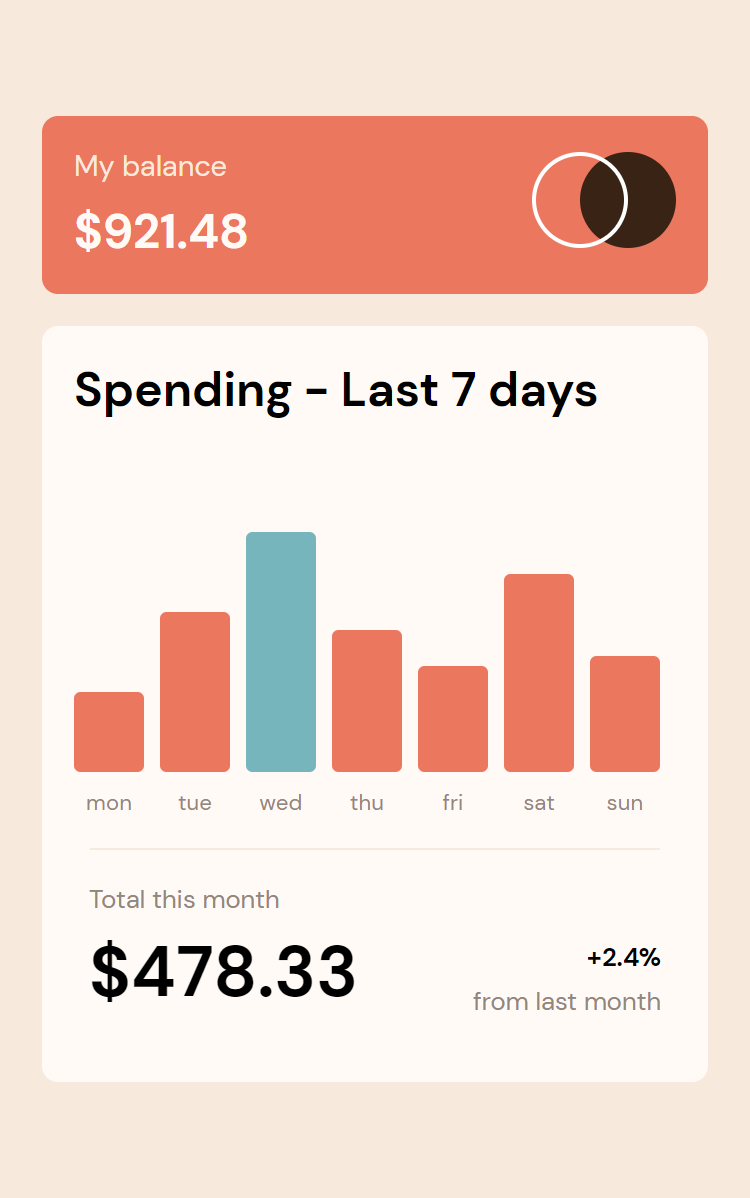 My balance
$921.48
Spending - Last 7 days
mon tue wed thu fri sat sun
Total this month
$478.33
+2.4%
from last month